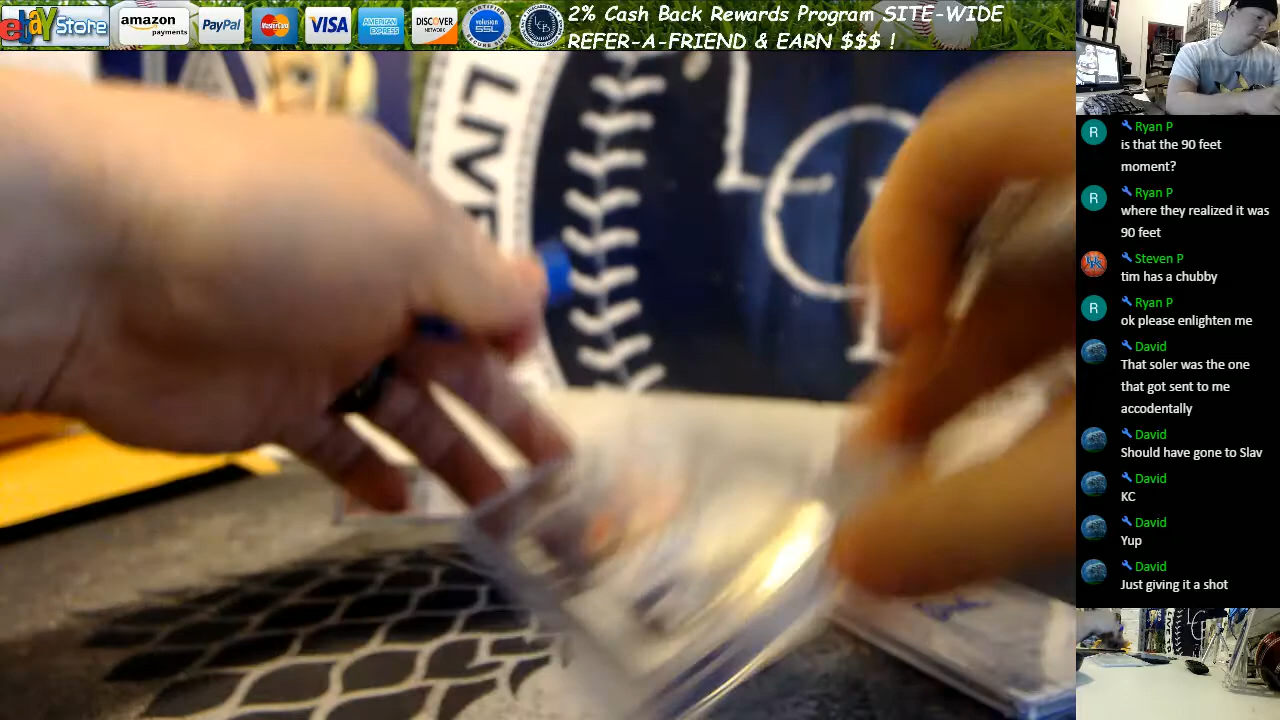 ebay Store
amazon
payments
PayPal
MasterCard
VISA
AMERICAN
EXPRESS
DISCOVER
NETWORK
volusion
SSL
2% Cash Back Rewards Program SITE-WIDE
REFER-A-FRIEND & EARN $$$ !
LIVE
R
Ryan P
is that the 90 feet
moment?
R
Ryan P
where they realized it was
90 feet
Steven P
tim has a chubby
R
Ryan P
ok please enlighten me
David
That soler was the one
that got sent to me
accodentally
David
Should have gone to Slav
David
KC
David
Yup
David
Just giving it a shot